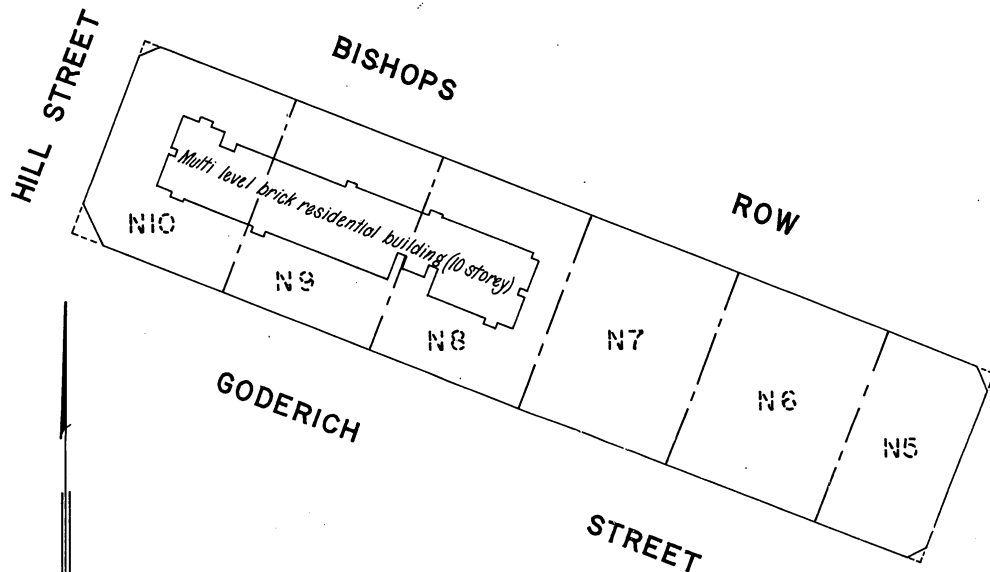 HILL STREET
BISHOPS ROW
Multi level brick residential building (10 storey)
N10
N9
N8
N7
N6
N5
GODERICH STREET